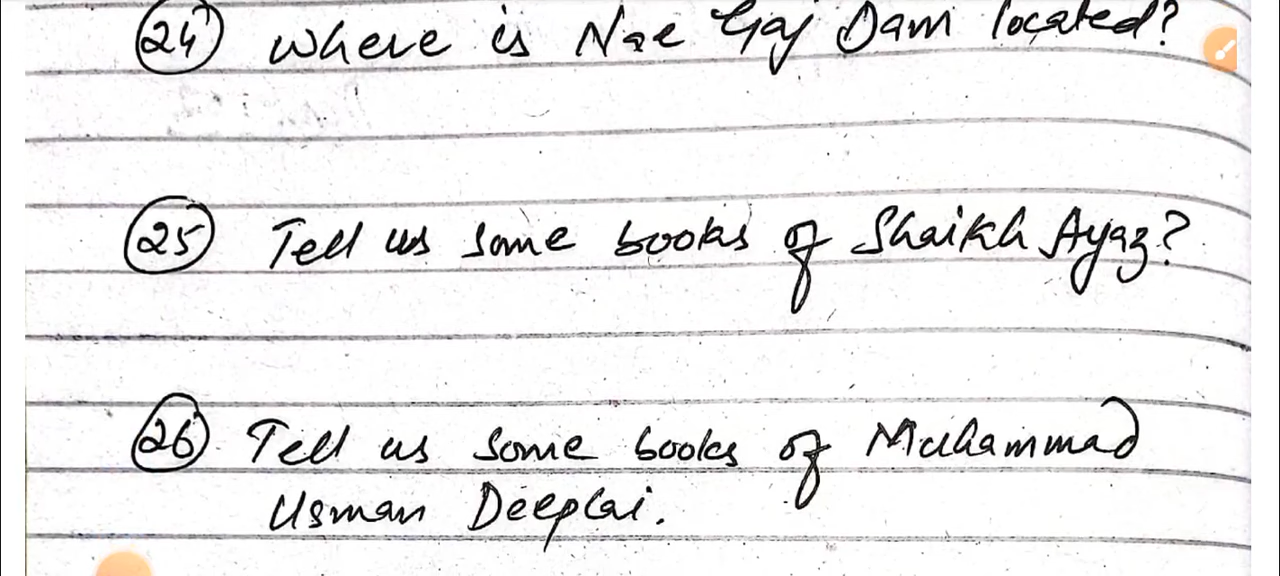 24 Where is Nae Gaj Dam located?
25 Tell us some books of Shaikh Ayaz?
26 Tell us some books of Muhammad
Usman Deeplai.